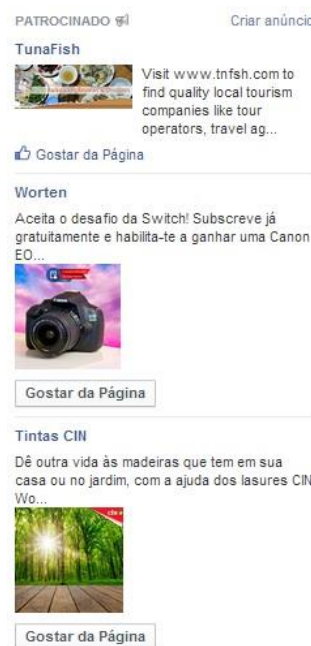 PATROCINADO Criar anúncio
TunaFish
Visit www.tnfsh.com to
find quality local tourism
companies like tour
operators, travel ag...
Gostar da Página
Worten
Aceita o desafio da Switch! Subscreve já
gratuitamente e habilita-te a ganhar uma Canon
EO...
Gostar da Página
Tintas CIN
Dê outra vida às madeiras que tem em sua
casa ou no jardim, com a ajuda dos lasures CIN
Wo...
Gostar da Página